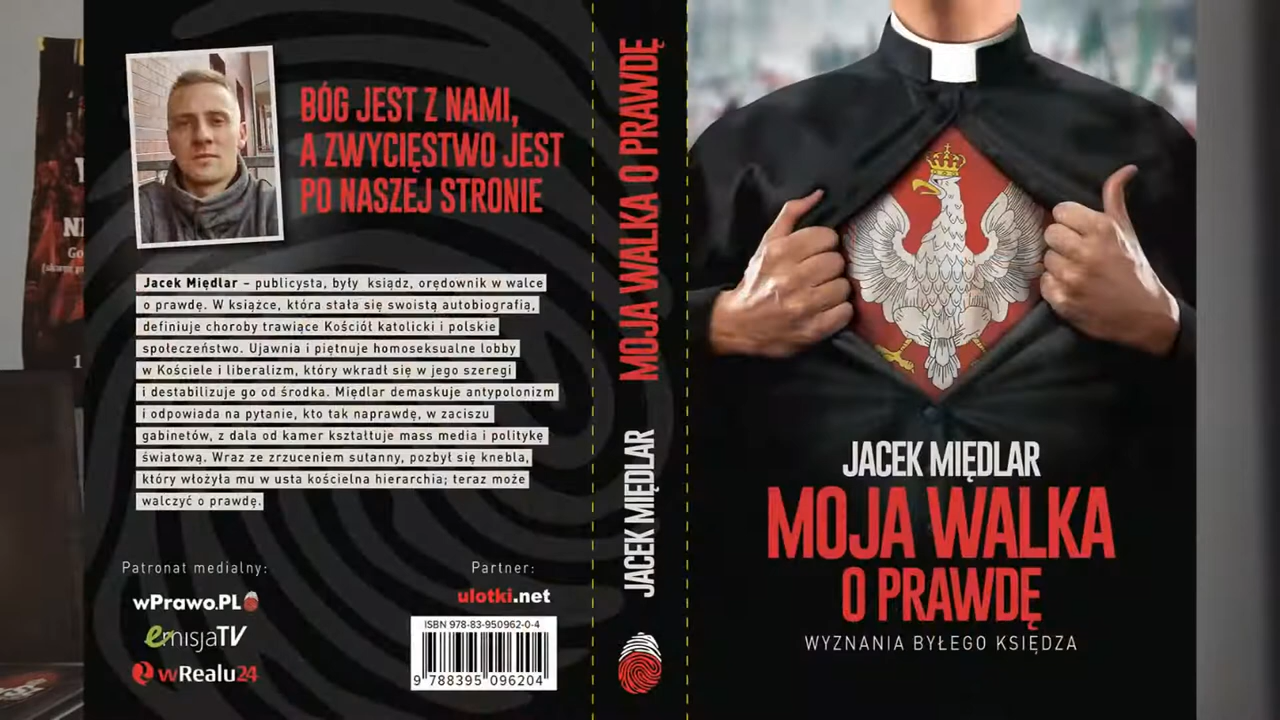 BÓG JEST Z NAMI,
A ZWYCIĘSTWO JEST
PO NASZEJ STRONIE
Jacek Międlar – publicysta, były ksiądz, orędownik w walce
o prawdę. W książce, która stała się swoistą autobiografią,
definiuje choroby trawiące Kościół katolicki i polskie
społeczeństwo. Ujawnia i piętnuje homoseksualne lobby
w Kościele i liberalizm, który wkradł się w jego szeregi
i destabilizuje go od środka. Międlar demaskuje antypolonizm
i odpowiada na pytanie, kto tak naprawdę, w zaciszu
gabinetów, z dala od kamer kształtuje mass media i politykę
światową. Wraz ze zrzuceniem sutanny, pozbył się knebla,
który włożyła mu w usta kościelna hierarchia; teraz może
walczyć o prawdę.
Patronat medialny:
wPrawo.PL
emisjaTV
wRealu24
Partner:
ulotki.net
ISBN 978-83-950962-0-4
9 788395 096204
JACEK MIĘDLAR MOJA WALKA O PRAWDĘ
JACEK MIĘDLAR
MOJA WALKA
O PRAWDĘ
WYZNANIA BYŁEGO KSIĘDZA